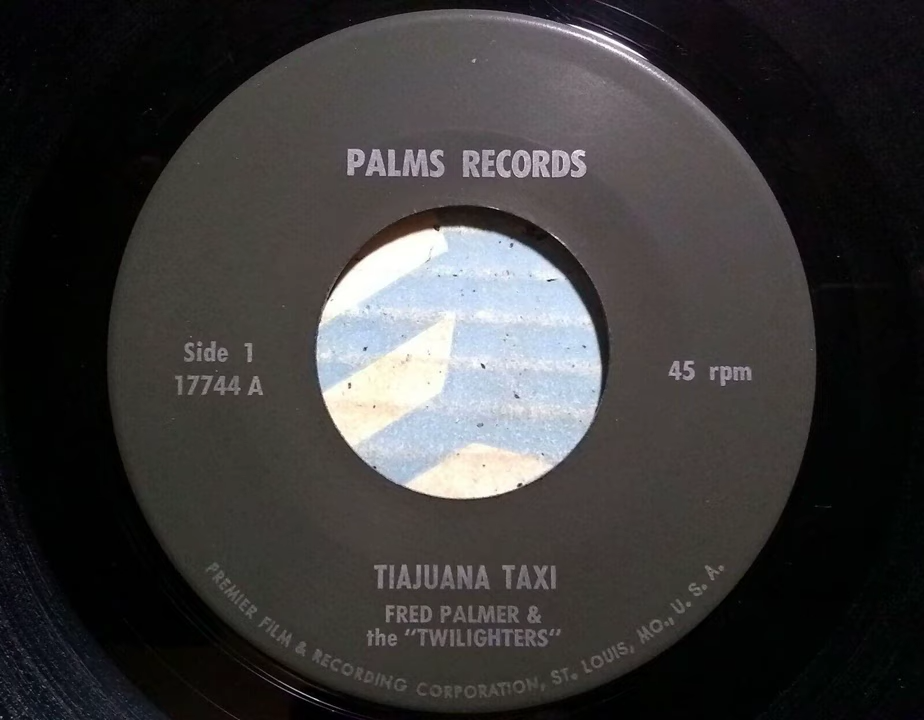 PALMS RECORDS
Side 1
17744 A
45 rpm
TIAJUANA TAXI
FRED PALMER &
the "TWILIGHTERS"
PREMIER FILM & RECORDING CORPORATION, ST. LOUIS, MO., U. S. A.